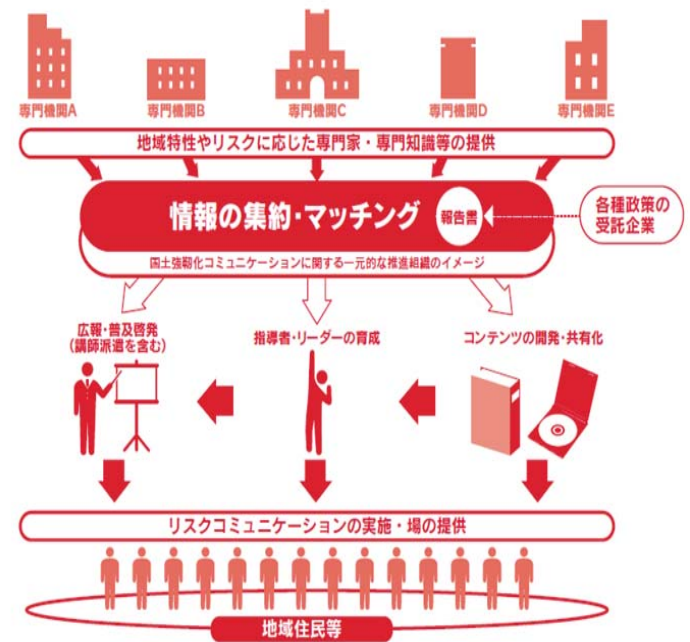 専門機関A
専門機関B
専門機関C
専門機関D
専門機関E
地域特性やリスクに応じた専門家・専門知識等の提供
情報の集約・マッチング
報告書
各種政策の
受託企業
国土強靱化コミュニケーションに関する一元的な推進組織のイメージ
広報・普及啓発
(講師派遣を含む)
指導者・リーダーの育成
コンテンツの開発・共有化
リスクコミュニケーションの実施・場の提供
地域住民等